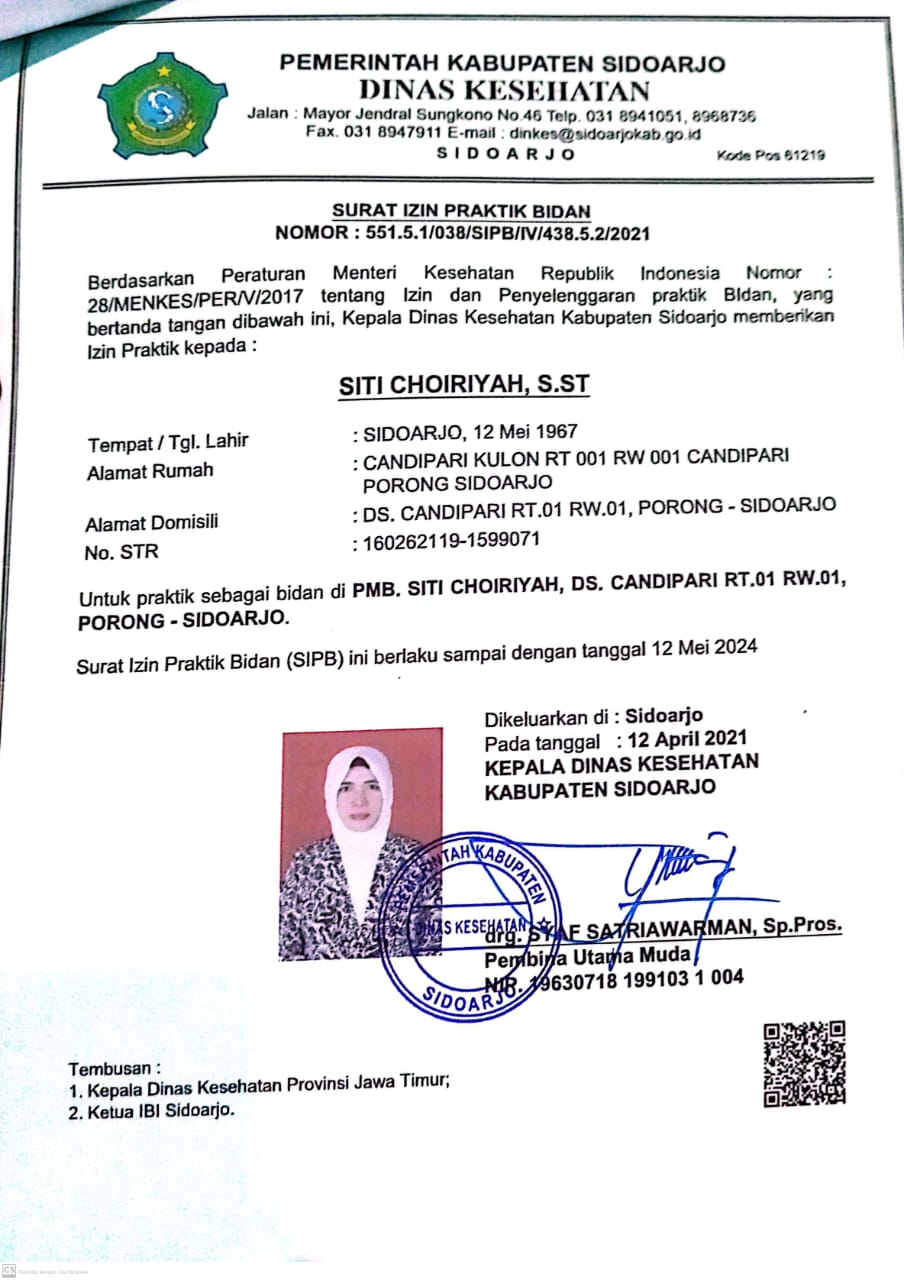 PEMERINTAH KABUPATEN SIDOARJO
DINAS KESEHATAN
Jalan : Mayor Jendral Sungkono No.46 Telp. 031 8941051, 8968736
Fax. 031 8947911 E-mail : dinkes@sidoarjokab.go.id
S I D O A R J O
Kode Pos 61219
SURAT IZIN PRAKTIK BIDAN
NOMOR : 551.5.1/038/SIPB/IV/438.5.2/2021
Berdasarkan Peraturan Menteri Kesehatan Republik Indonesia Nomor :
28/MENKES/PER/V/2017 tentang Izin dan Penyelenggaran praktik BIdan, yang
bertanda tangan dibawah ini, Kepala Dinas Kesehatan Kabupaten Sidoarjo memberikan
Izin Praktik kepada :
SITI CHOIRIYAH, S.ST
Tempat / Tgl. Lahir : SIDOARJO, 12 Mei 1967
Alamat Rumah : CANDIPARI KULON RT 001 RW 001 CANDIPARI
PORONG SIDOARJO
Alamat Domisili : DS. CANDIPARI RT.01 RW.01, PORONG - SIDOARJO
No. STR : 160262119-1599071
Untuk praktik sebagai bidan di PMB. SITI CHOIRIYAH, DS. CANDIPARI RT.01 RW.01,
PORONG - SIDOARJO.
Surat Izin Praktik Bidan (SIPB) ini berlaku sampai dengan tanggal 12 Mei 2024
Dikeluarkan di : Sidoarjo
Pada tanggal : 12 April 2021
KEPALA DINAS KESEHATAN
KABUPATEN SIDOARJO
PEMERINTAH KABUPATEN
DINAS KESEHATAN
SIDOARJO
drg. SYAF SATRIAWARMAN, Sp.Pros.
Pembina Utama Muda
NIP. 19630718 199103 1 004
Tembusan :
1. Kepala Dinas Kesehatan Provinsi Jawa Timur;
2. Ketua IBI Sidoarjo.
CS Dipindai dengan CamScanner